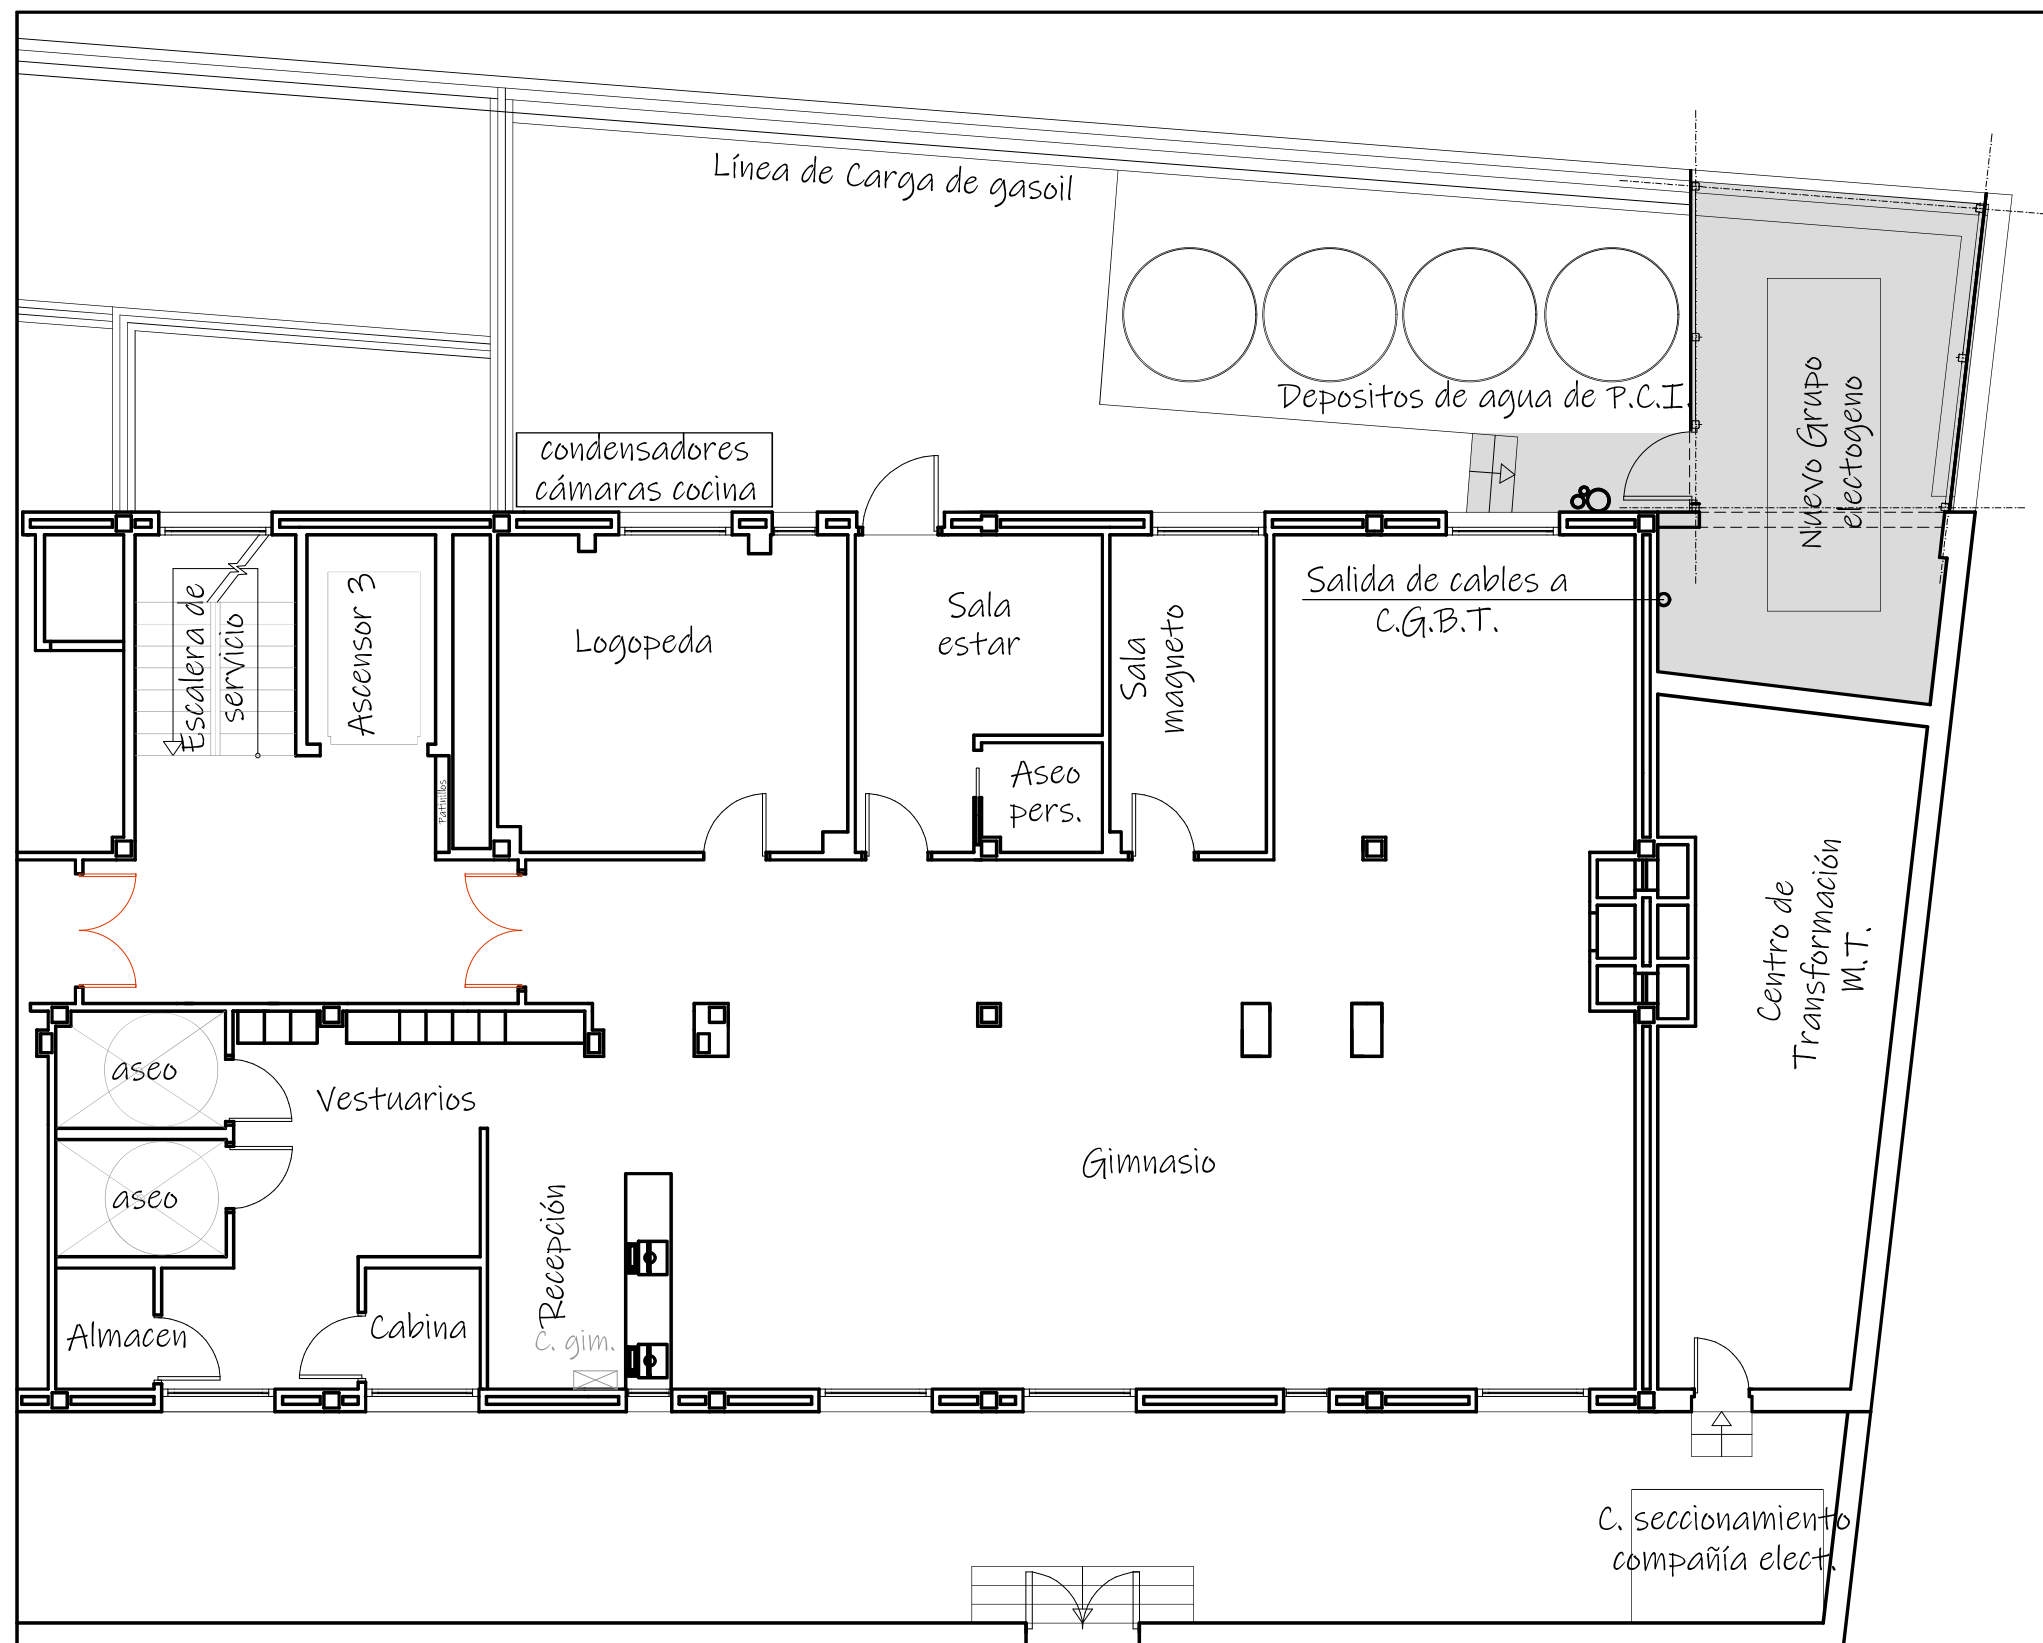 Línea de Carga de gasoil
Depositos de agua de P.C.I.
Nuevo Grupo
electogeno
condensadores
cámaras cocina
Escalera de
servicio
Ascensor 3
Patinillos
Logopeda
Sala
estar
Aseo
pers.
Sala
magneto
Salida de cables a
C.G.B.T.
Centro de
Transformación
M.T.
aseo
aseo
Vestuarios
Almacen
Cabina
Recepción
C. gim.
Gimnasio
C. seccionamiento
compañía elect.